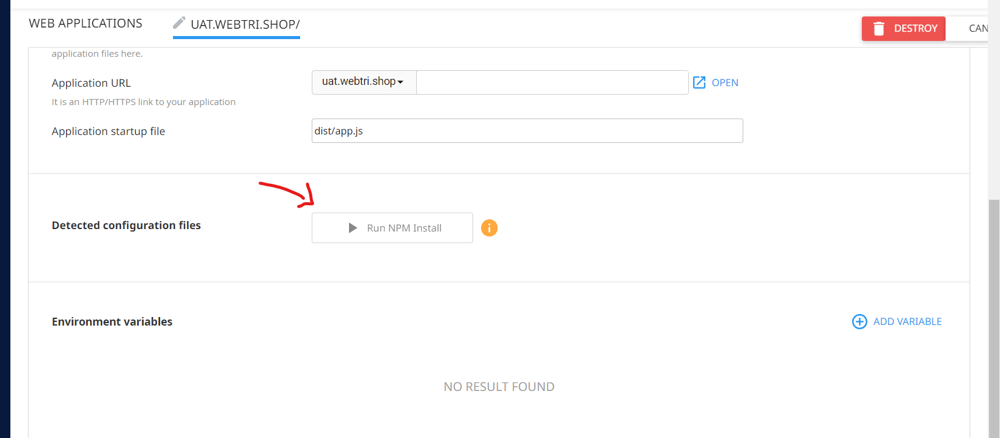 WEB APPLICATIONS
UAT.WEBTRI.SHOP/
DESTROY
CAN
application files here.
Application URL
uat.webtri.shop
OPEN
It is an HTTP/HTTPS link to your application
Application startup file
dist/app.js
Detected configuration files
Run NPM Install
Environment variables
ADD VARIABLE
NO RESULT FOUND